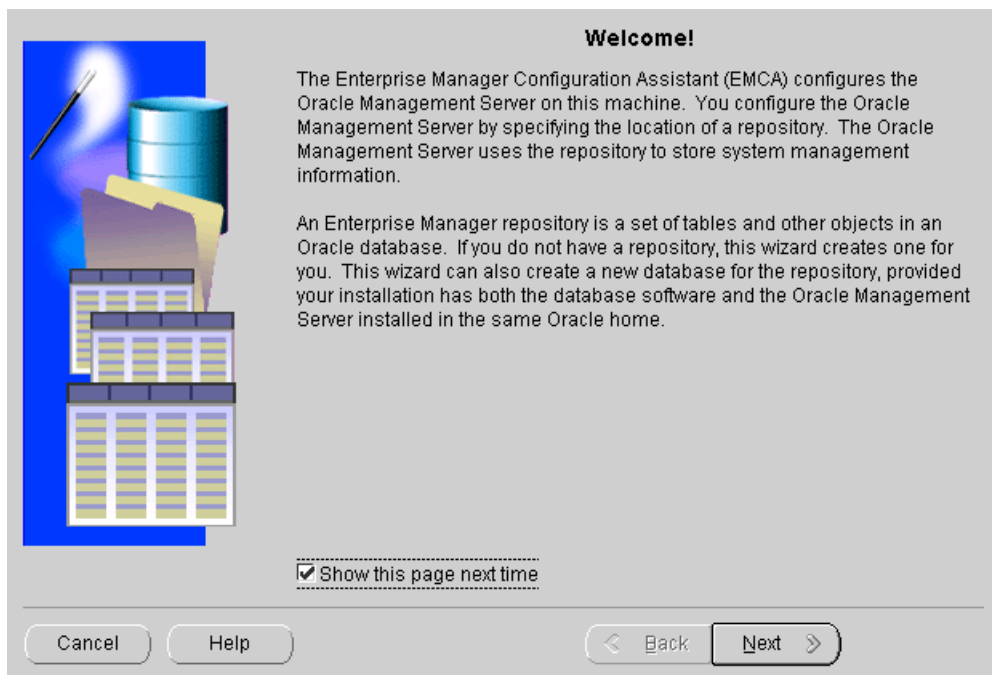 Welcome!
The Enterprise Manager Configuration Assistant (EMCA) configures the
Oracle Management Server on this machine. You configure the Oracle
Management Server by specifying the location of a repository. The Oracle
Management Server uses the repository to store system management
information.
An Enterprise Manager repository is a set of tables and other objects in an
Oracle database. If you do not have a repository, this wizard creates one for
you. This wizard can also create a new database for the repository, provided
your installation has both the database software and the Oracle Management
Server installed in the same Oracle home.
Show this page next time
Cancel Help Back Next